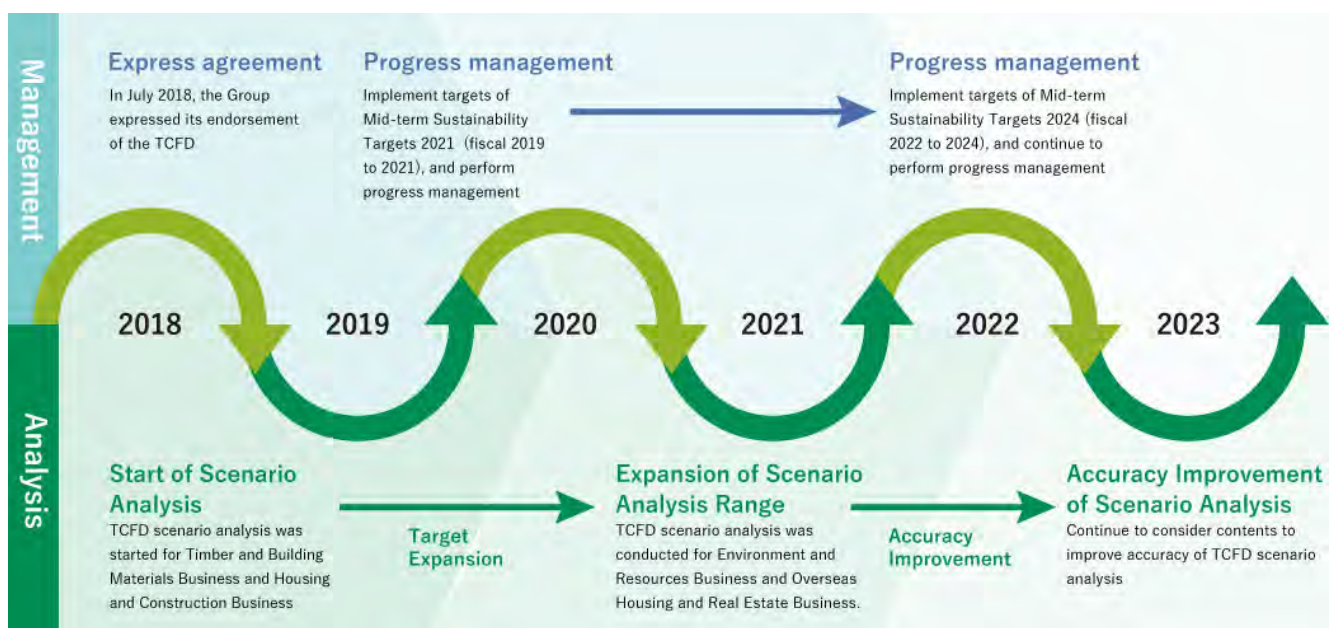 Management
Express agreement
In July 2018, the Group
expressed its endorsement
of the TCFD
Progress management
Implement targets of
Mid-term Sustainability
Targets 2021 (fiscal 2019
to 2021), and perform
progress management
Progress management
Implement targets of Mid-term
Sustainability Targets 2024 (fiscal
2022 to 2024), and continue to
perform progress management
2018
2019
2020
2021
2022
2023
Analysis
Start of Scenario
Analysis
TCFD scenario analysis was
started for Timber and Building
Materials Business and Housing
and Construction Business
Target
Expansion
Expansion of Scenario
Analysis Range
TCFD scenario analysis was
conducted for Environment and
Resources Business and Overseas
Housing and Real Estate Business.
Accuracy
Improvement
Accuracy Improvement
of Scenario Analysis
Continue to consider contents to
improve accuracy of TCFD scenario
analysis